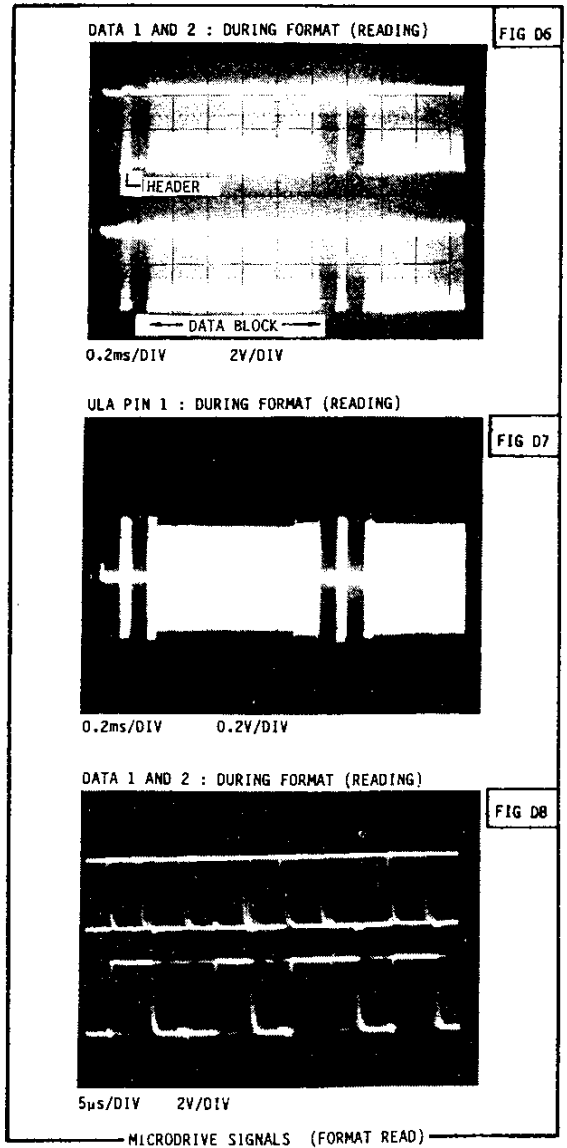 DATA 1 AND 2 : DURING FORMAT (READING)
FIG D6
HEADER
DATA BLOCK
0.2ms/DIV 2V/DIV
ULA PIN 1 : DURING FORMAT (READING)
FIG D7
0.2ms/DIV 0.2V/DIV
DATA 1 AND 2 : DURING FORMAT (READING)
FIG D8
5µs/DIV 2V/DIV
MICRODRIVE SIGNALS (FORMAT READ)